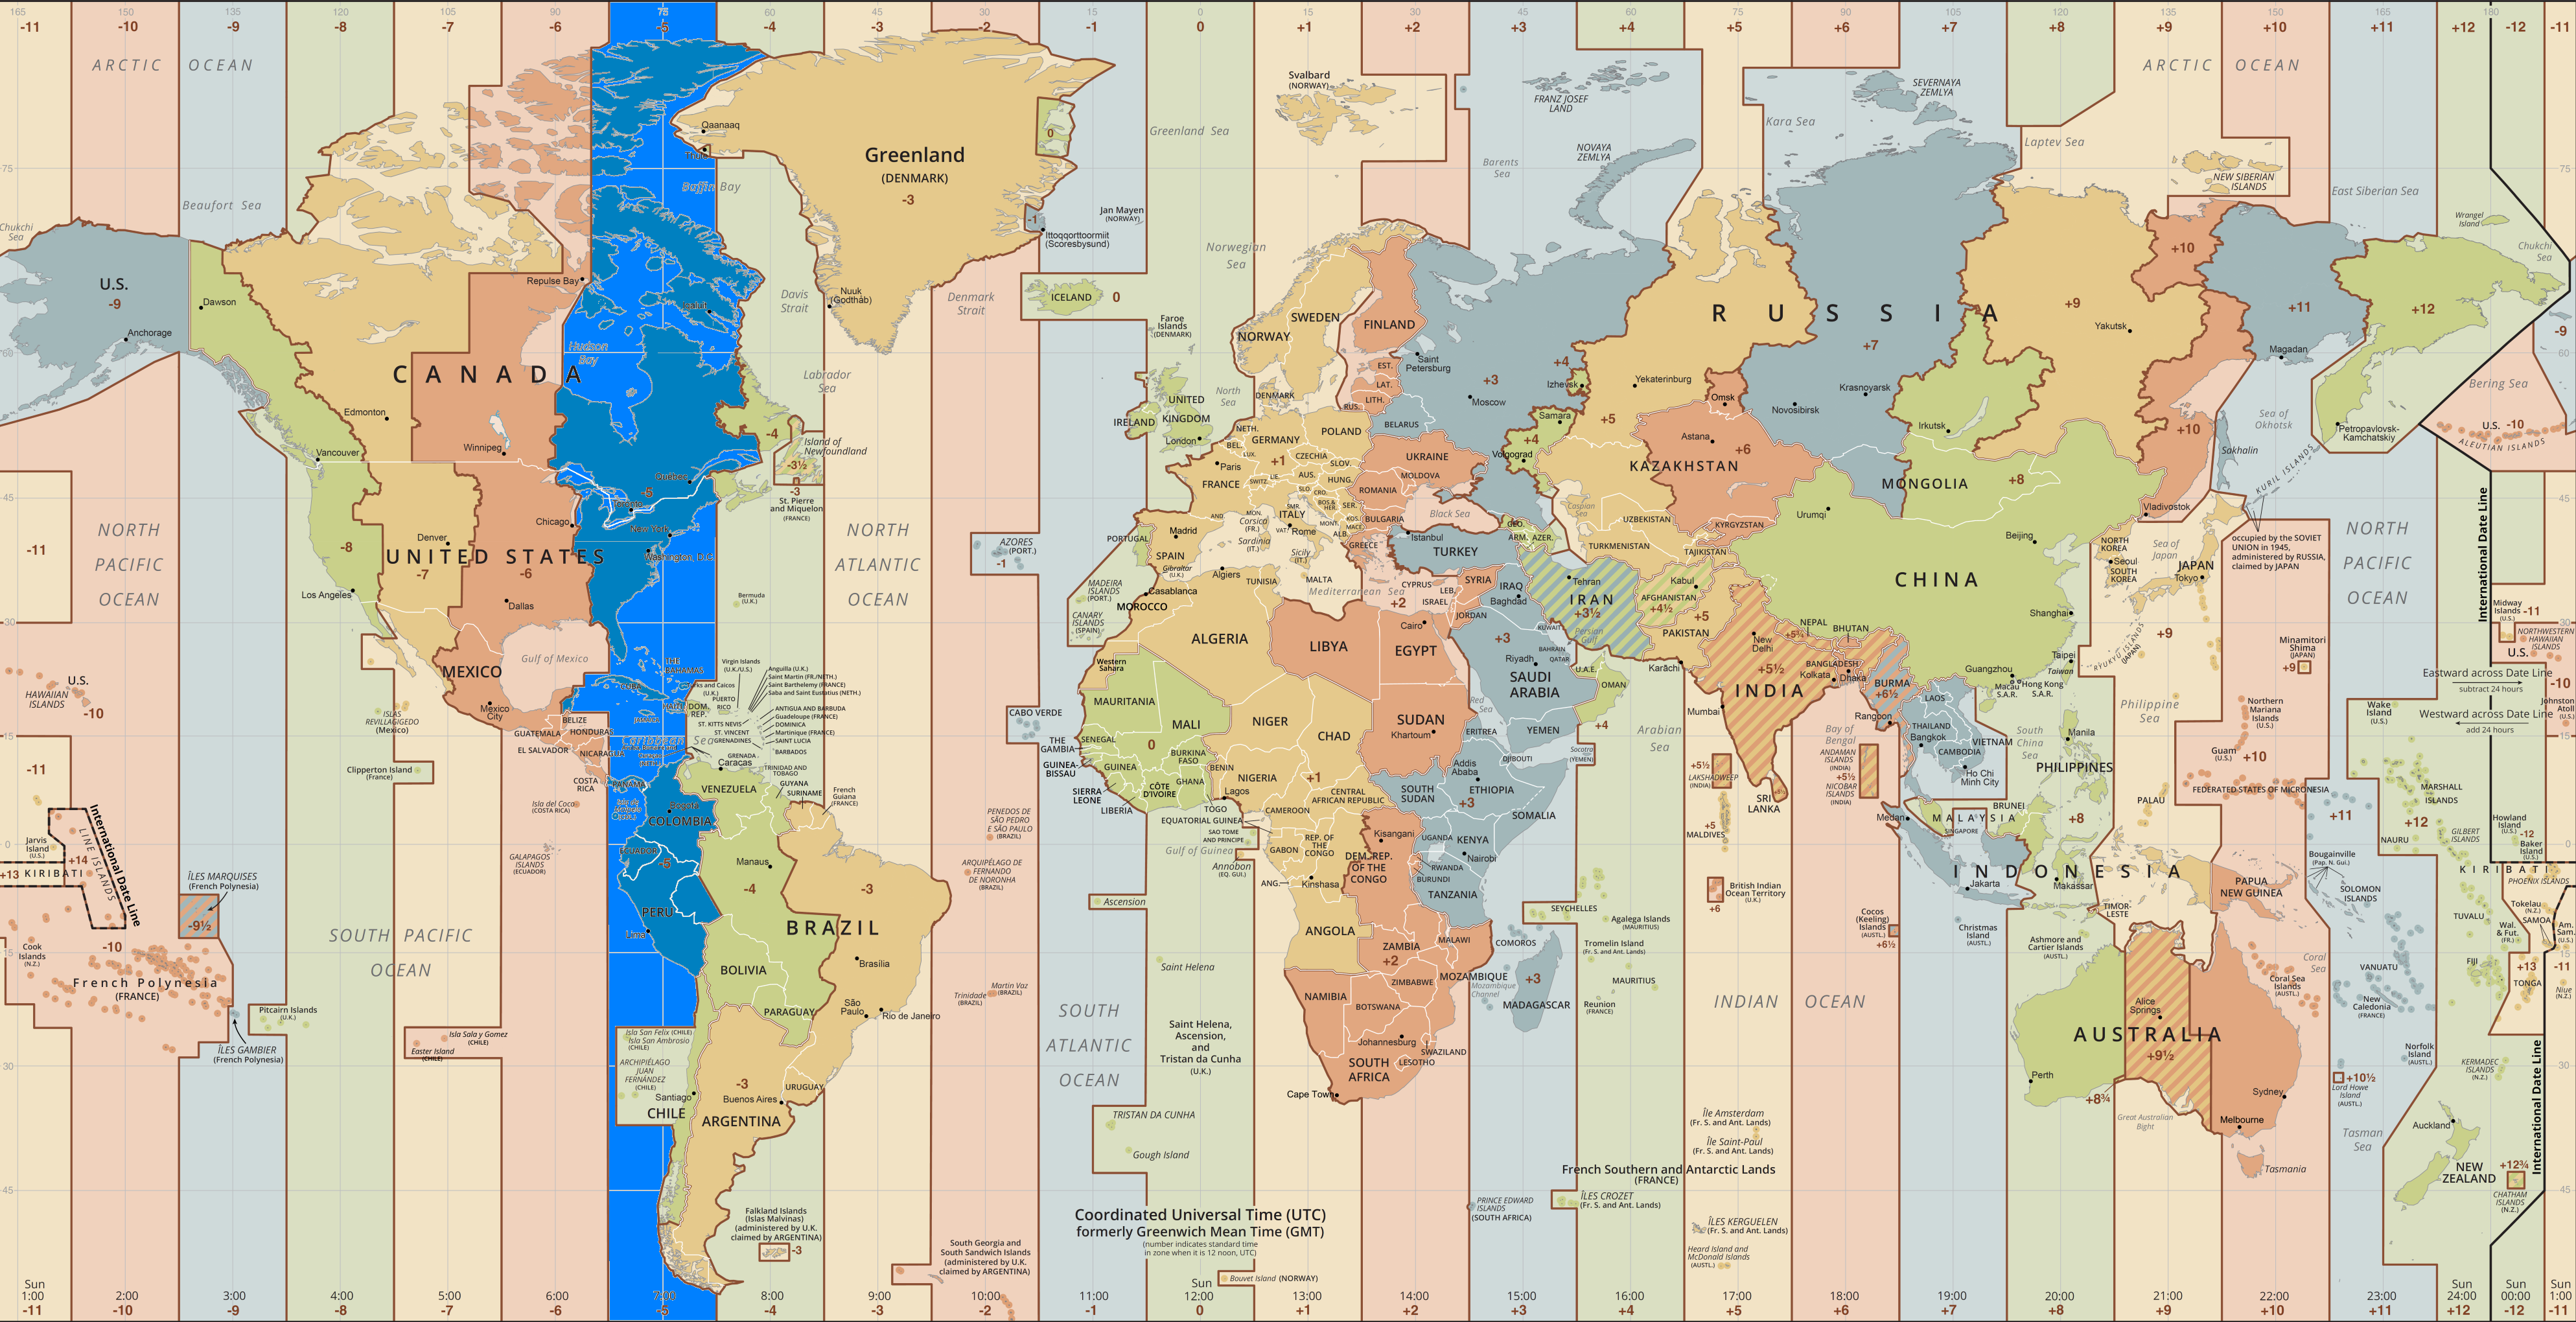 165 150 135 120 105 90 75 60 45 30 15 0 15 30 45 60 75 90 105 120 135 150 165 180
-11 -10 -9 -8 -7 -6 -5 -4 -3 -2 -1 0 +1 +2 +3 +4 +5 +6 +7 +8 +9 +10 +11 +12 -12 -11
ARCTIC OCEAN
ARCTIC OCEAN
Chukchi
Sea
Beaufort Sea
Qaanaaq
Baffin Bay
Greenland
(DENMARK)
-3
0
-1
Ittoqqortoormiit
(Scoresbysund)
Nuuk
(Godthåb)
Davis
Strait
Denmark
Strait
Labrador
Sea
Greenland Sea
Jan Mayen
(NORWAY)
Norwegian
Sea
ICELAND 0
Faroe
Islands
(DENMARK)
Svalbard
(NORWAY)
FRANZ JOSEF
LAND
NOVAYA
ZEMLYA
Barents
Sea
Kara Sea
SEVERNAYA
ZEMLYA
Laptev Sea
NEW SIBERIAN
ISLANDS
East Siberian Sea
Wrangel
Island
Chukchi
Sea
U.S.
-9
Anchorage
Dawson
CANADA
Repulse Bay
Hudson
Bay
Iqaluit
Edmonton
Winnipeg
Vancouver
-4
Island of
Newfoundland
-3½
-3
St. Pierre
and Miquelon
(FRANCE)
Québec
-5
Toronto
New York
Washington, D.C.
Chicago
Denver
UNITED STATES
-8
-7
-6
Los Angeles
Dallas
Bermuda
(U.K.)
NORTH
PACIFIC
OCEAN
-11
NORTH
ATLANTIC
OCEAN
AZORES
(PORT.)
-1
MADEIRA
ISLANDS
(PORT.)
CANARY
ISLANDS
(SPAIN)
U.S.
HAWAIIAN
ISLANDS
-10
Gulf of Mexico
MEXICO
Mexico
City
ISLAS
REVILLAGIGEDO
(Mexico)
Clipperton Island
(France)
THE
BAHAMAS
CUBA
Turks and Caicos
(U.K.)
HAITI DOM.
REP.
PUERTO
RICO
Virgin Islands
(U.K./U.S.)
Anguilla (U.K.)
Saint Martin (FR./NETH.)
Saint Barthelemy (FRANCE)
Saba and Saint Eustatius (NETH.)
ST. KITTS NEVIS
ST. VINCENT
GRENADINES
ANTIGUA AND BARBUDA
Guadeloupe (FRANCE)
DOMINICA
Martinique (FRANCE)
SAINT LUCIA
BARBADOS
GRENADA
TRINIDAD AND
TOBAGO
Caribbean Sea
BELIZE
GUATEMALA
HONDURAS
EL SALVADOR
NICARAGUA
COSTA
RICA
PANAMA
Isla del Coco
(COSTA RICA)
Caracas
VENEZUELA
GUYANA
SURINAME
French
Guiana
(FRANCE)
Bogota
COLOMBIA
ECUADOR
-5
GALAPAGOS
ISLANDS
(ECUADOR)
PERU
Lima
Manaus
-4
BRAZIL
-3
Brasília
BOLIVIA
PARAGUAY
São
Paulo
Rio de Janeiro
PENEDOS DE
SÃO PEDRO
E SÃO PAULO
(BRAZIL)
ARQUIPÉLAGO DE
FERNANDO
DE NORONHA
(BRAZIL)
Martin Vaz
Trinidade
(BRAZIL)
Isla San Felix (CHILE)
Isla San Ambrosio
(CHILE)
ARCHIPIÉLAGO
JUAN
FERNÁNDEZ
(CHILE)
Santiago
CHILE
-3
URUGUAY
Buenos Aires
ARGENTINA
Falkland Islands
(Islas Malvinas)
(administered by U.K.
claimed by ARGENTINA)
-3
South Georgia and
South Sandwich Islands
(administered by U.K.
claimed by ARGENTINA)
SOUTH PACIFIC
OCEAN
Isla Sala y Gomez
(CHILE)
Easter Island
(CHILE)
Jarvis
Island
(U.S.)
+13 KIRIBATI
+14
LINE ISLANDS
International Date Line
ÎLES MARQUISES
(French Polynesia)
-9½
-10
Cook
Islands
(N.Z.)
French Polynesia
(FRANCE)
Pitcairn Islands
(U.K.)
ÎLES GAMBIER
(French Polynesia)
SOUTH
ATLANTIC
OCEAN
Ascension
Saint Helena
Saint Helena,
Ascension,
and
Tristan da Cunha
(U.K.)
TRISTAN DA CUNHA
Gough Island
Coordinated Universal Time (UTC)
formerly Greenwich Mean Time (GMT)
(number indicates standard time
in zone when it is 12 noon, UTC)
Bouvet Island (NORWAY)
NORWAY
SWEDEN
FINLAND
EST.
LAT.
LITH.
RUS.
North
Sea
DENMARK
UNITED
KINGDOM
IRELAND
London
NETH.
BEL.
LUX.
GERMANY
POLAND
BELARUS
+1
CZECHIA
SLOV.
Paris
FRANCE
SWITZ.
AUS.
HUNG.
SLO.
CRO.
UKRAINE
MOLDOVA
ROMANIA
SER.
BULGARIA
ITALY
Rome
Corsica
Sardinia
(IT.)
Sicily
(IT.)
ALB.
GREECE
MALTA
AND.
Madrid
SPAIN
PORTUGAL
Gibraltar
(U.K.)
Algiers
TUNISIA
Mediterranean Sea
Black Sea
Istanbul
TURKEY
CYPRUS
SYRIA
LEB.
ISRAEL
JORDAN
IRAQ
Baghdad
+2
Casablanca
MOROCCO
Western
Sahara
ALGERIA
LIBYA
EGYPT
Cairo
MAURITANIA
MALI
0
NIGER
CHAD
SUDAN
Khartoum
ERITREA
CABO VERDE
SENEGAL
THE
GAMBIA
GUINEA-
BISSAU
GUINEA
SIERRA
LEONE
LIBERIA
CÔTE
D'IVOIRE
BURKINA
FASO
GHANA
BENIN
TOGO
NIGERIA
Lagos
+1
CENTRAL
AFRICAN REPUBLIC
CAMEROON
EQUATORIAL GUINEA
SAO TOME
AND PRINCIPE
Gulf of Guinea
Annobon
(EQ. GUI.)
GABON
REP. OF
THE
CONGO
Kinshasa
ANG.
Kisangani
DEM. REP.
OF THE
CONGO
SOUTH
SUDAN
Addis
Ababa
ETHIOPIA
+3
DJIBOUTI
SOMALIA
UGANDA
KENYA
Nairobi
RWANDA
BURUNDI
TANZANIA
ANGOLA
ZAMBIA
+2
MALAWI
MOZAMBIQUE
Mozambique
Channel
ZIMBABWE
NAMIBIA
BOTSWANA
Johannesburg
SWAZILAND
LESOTHO
SOUTH
AFRICA
Cape Town
COMOROS
+3
MADAGASCAR
PRINCE EDWARD
ISLANDS
(SOUTH AFRICA)
Saint
Petersburg
+3
Moscow
Izhevsk
+4
Samara
+4
Volgograd
RUSSIA
Yekaterinburg
+5
Omsk
Novosibirsk
+7
Krasnoyarsk
Irkutsk
+9
Yakutsk
+10
+11
Magadan
+12
Petropavlovsk-
Kamchatskiy
Sea of
Okhotsk
Sakhalin
KURIL ISLANDS
+10
Vladivostok
Bering Sea
U.S. -10
ALEUTIAN ISLANDS
-9
Astana
+6
KAZAKHSTAN
MONGOLIA
+8
Caspian
Sea
GEO.
ARM. AZER.
UZBEKISTAN
KYRGYZSTAN
TURKMENISTAN
TAJIKISTAN
Urumqi
Beijing
CHINA
Shanghai
Tehran
IRAN
+3½
Kabul
AFGHANISTAN
+4½
+5
PAKISTAN
Karāchi
Persian
Gulf
KUWAIT
BAHRAIN
QATAR
U.A.E.
OMAN
+4
+3
Riyadh
SAUDI
ARABIA
Red
Sea
YEMEN
Socotra
(YEMEN)
Arabian
Sea
New
Delhi
NEPAL
+5¾
BHUTAN
BANGLADESH
Dhaka
Kolkata
+5½
INDIA
Mumbai
BURMA
+6½
Rangoon
Bay of
Bengal
ANDAMAN
ISLANDS
(INDIA)
+5½
NICOBAR
ISLANDS
(INDIA)
+5½
LAKSHADWEEP
(INDIA)
SRI
LANKA
+5
MALDIVES
LAOS
THAILAND
Bangkok
VIETNAM
CAMBODIA
Ho Chi
Minh City
South
China
Sea
Guangzhou
Hong Kong
S.A.R.
Macau
S.A.R.
Taipei
Taiwan
Manila
PHILIPPINES
+8
NORTH
KOREA
Seoul
SOUTH
KOREA
Sea of
Japan
JAPAN
Tokyo
+9
RYUKYU ISLANDS
(JAPAN)
occupied by the SOVIET
UNION in 1945,
administered by RUSSIA,
claimed by JAPAN
Philippine
Sea
Minamitori
Shima
(JAPAN)
+9
Northern
Mariana
Islands
(U.S.)
Guam
(U.S.)
+10
FEDERATED STATES OF MICRONESIA
PALAU
NORTH
PACIFIC
OCEAN
International Date Line
Midway
Islands
(U.S.)
-11
NORTHWESTERN
HAWAIIAN
ISLANDS
U.S.
-10
Eastward across Date Line
subtract 24 hours
Westward across Date Line
add 24 hours
Johnston
Atoll
(U.S.)
Wake
Island
(U.S.)
MARSHALL
ISLANDS
+11
+12
NAURU
GILBERT
ISLANDS
Howland
Island
(U.S.)
-12
Baker
Island
(U.S.)
KIRIBATI
PHOENIX ISLANDS
BRUNEI
MALAYSIA
SINGAPORE
Medan
INDONESIA
Jakarta
Makassar
TIMOR-
LESTE
PAPUA
NEW GUINEA
Bougainville
(Pap. N. Gui.)
SOLOMON
ISLANDS
TUVALU
Tokelau
(N.Z.)
SAMOA
Am.
Sam.
(U.S.)
Wal.
& Fut.
(FR.)
+13
TONGA
-11
Niue
(N.Z.)
FIJI
VANUATU
New
Caledonia
(FRANCE)
Coral
Sea
Coral Sea
Islands
(AUSTL.)
British Indian
Ocean Territory
(U.K.)
+6
SEYCHELLES
Agalega Islands
(MAURITIUS)
Tromelin Island
(Fr. S. and Ant. Lands)
MAURITIUS
Reunion
(FRANCE)
INDIAN OCEAN
Cocos
(Keeling)
Islands
(AUSTL.)
+6½
Christmas
Island
(AUSTL.)
Ashmore and
Cartier Islands
(AUSTL.)
Alice
Springs
AUSTRALIA
+9½
Perth
+8¾
Great Australian
Bight
Sydney
Melbourne
Tasmania
Tasman
Sea
Norfolk
Island
(AUSTL.)
+10½
Lord Howe
Island
(AUSTL.)
KERMADEC
ISLANDS
(N.Z.)
International Date Line
Auckland
NEW
ZEALAND
+12¾
CHATHAM
ISLANDS
(N.Z.)
Île Amsterdam
(Fr. S. and Ant. Lands)
Île Saint-Paul
(Fr. S. and Ant. Lands)
French Southern and Antarctic Lands
(FRANCE)
ÎLES CROZET
(Fr. S. and Ant. Lands)
ÎLES KERGUELEN
(Fr. S. and Ant. Lands)
Heard Island and
McDonald Islands
(AUSTL.)
Sun Sun Sun Sun Sun
1:00 2:00 3:00 4:00 5:00 6:00 7:00 8:00 9:00 10:00 11:00 12:00 13:00 14:00 15:00 16:00 17:00 18:00 19:00 20:00 21:00 22:00 23:00 24:00 00:00 1:00
-11 -10 -9 -8 -7 -6 -5 -4 -3 -2 -1 0 +1 +2 +3 +4 +5 +6 +7 +8 +9 +10 +11 +12 -12 -11